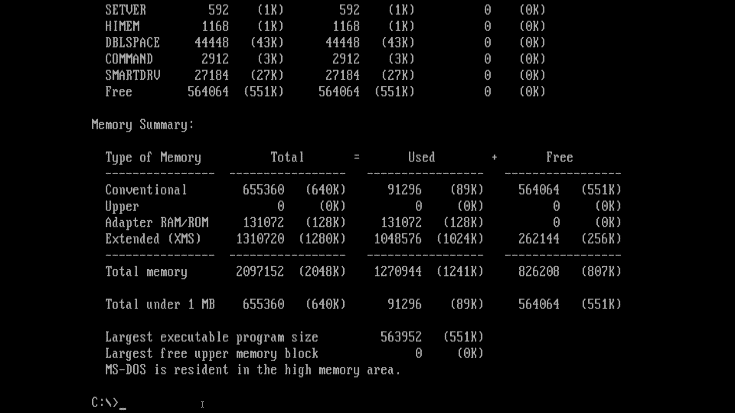 SETVER 592 (1K) 592 (1K) 0 (0K)
HIMEM 1168 (1K) 1168 (1K) 0 (0K)
DBLSPACE 44448 (43K) 44448 (43K) 0 (0K)
COMMAND 2912 (3K) 2912 (3K) 0 (0K)
SMARTDRV 27184 (27K) 27184 (27K) 0 (0K)
Free 564064 (551K) 564064 (551K) 0 (0K)
Memory Summary:
Type of Memory Total = Used + Free
---------------- ----------------- ----------------- -----------------
Conventional 655360 (640K) 91296 (89K) 564064 (551K)
Upper 0 (0K) 0 (0K) 0 (0K)
Adapter RAM/ROM 131072 (128K) 131072 (128K) 0 (0K)
Extended (XMS) 1310720 (1280K) 1048576 (1024K) 262144 (256K)
---------------- ----------------- ----------------- -----------------
Total memory 2097152 (2048K) 1270944 (1241K) 826208 (807K)
Total under 1 MB 655360 (640K) 91296 (89K) 564064 (551K)
Largest executable program size 563952 (551K)
Largest free upper memory block 0 (0K)
MS-DOS is resident in the high memory area.
C:\>_